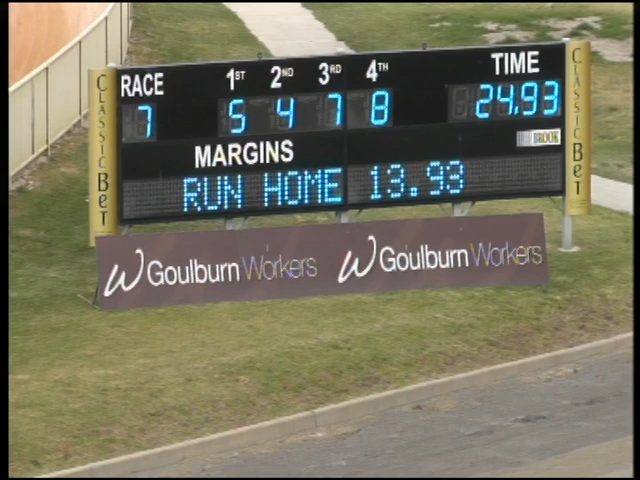 RACE 1ST 2ND 3RD 4TH TIME
7 5 4 7 8 24.93
BROOK
MARGINS
RUN HOME 13.93
CLASSIC BET
CLASSIC BET
W Goulburn Workers W Goulburn Workers